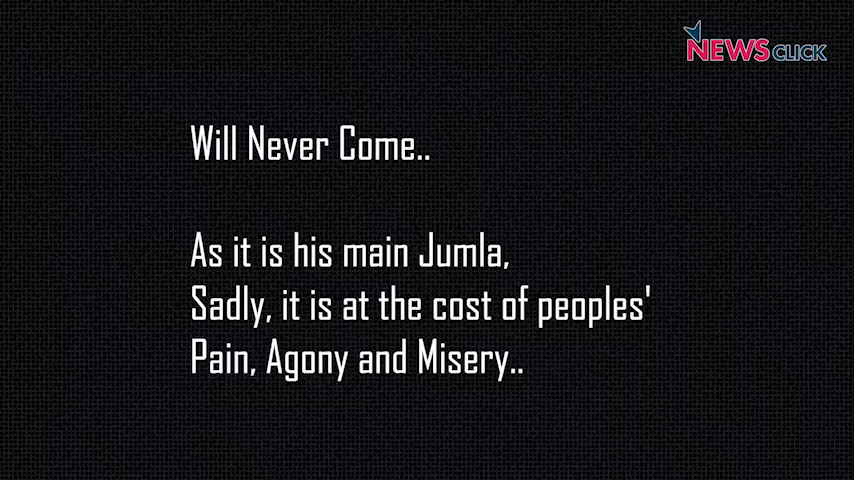 NEWSCLICK
Will Never Come..
As it is his main Jumla,
Sadly, it is at the cost of peoples'
Pain, Agony and Misery..